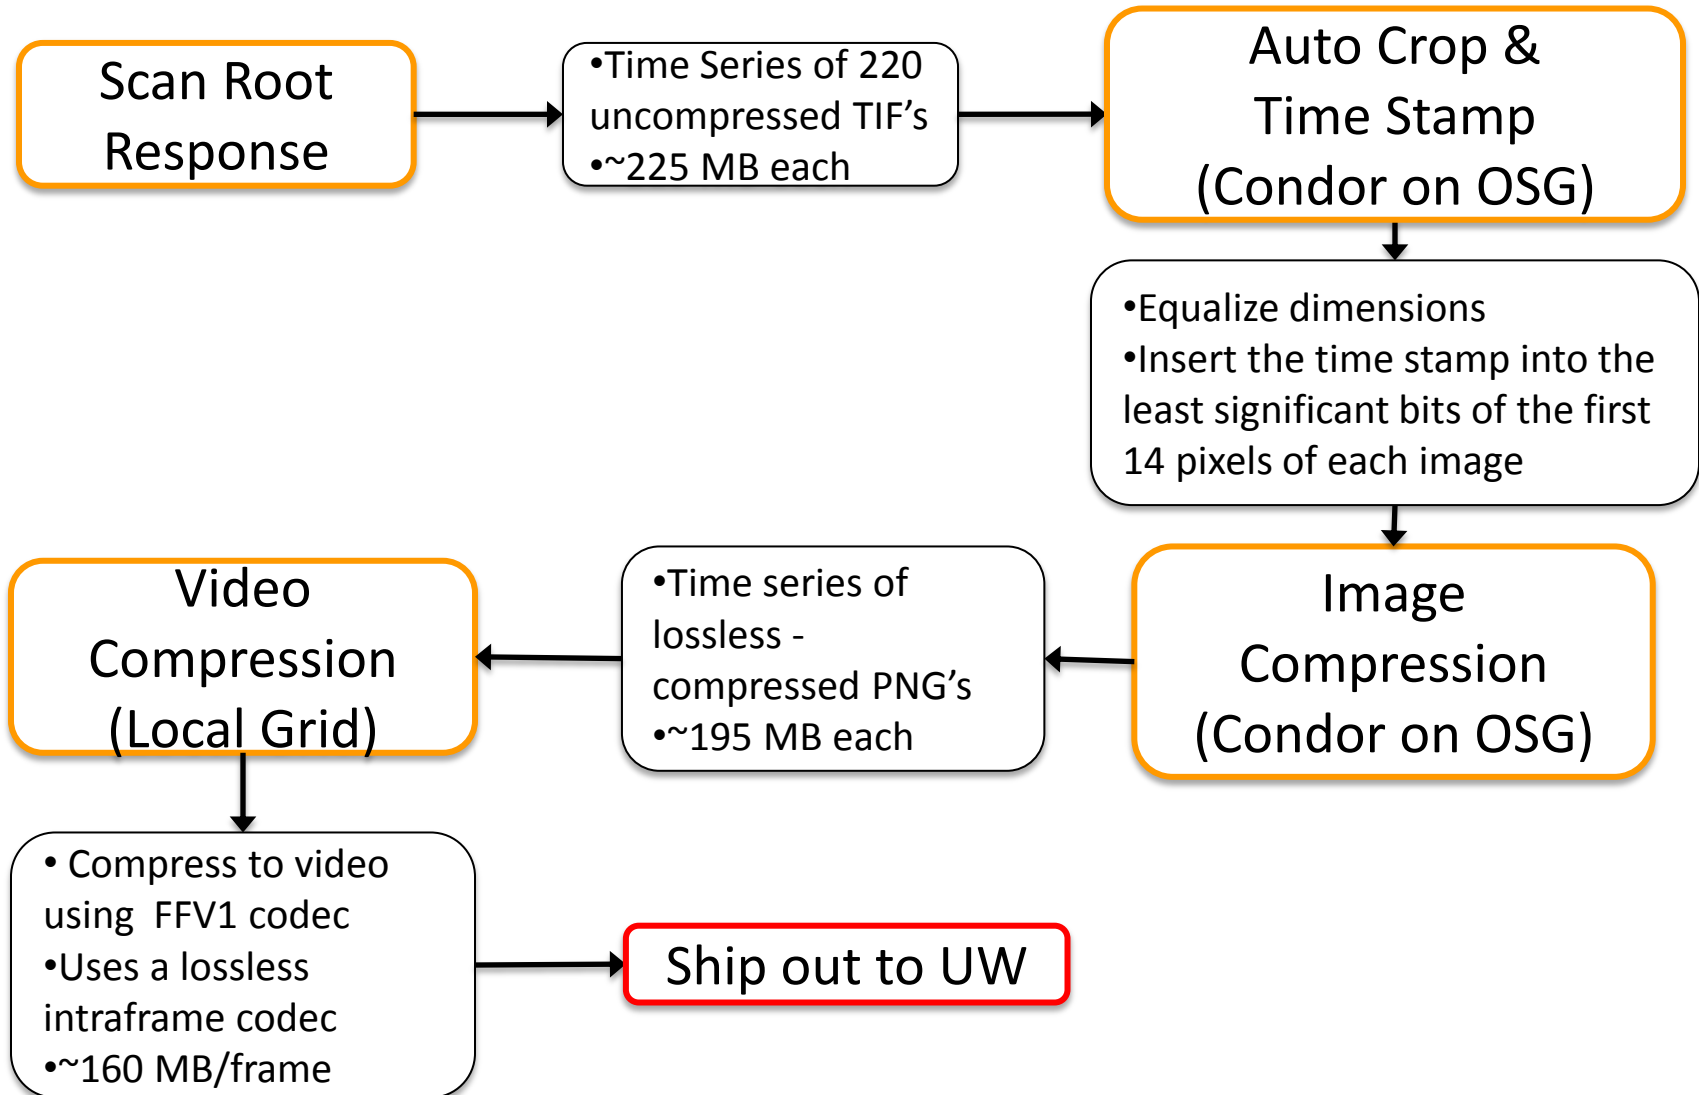 Scan Root
Response
•Time Series of 220
uncompressed TIF’s
•~225 MB each
Auto Crop &
Time Stamp
(Condor on OSG)
•Equalize dimensions
•Insert the time stamp into the
least significant bits of the first
14 pixels of each image
Image
Compression
(Condor on OSG)
•Time series of
lossless -
compressed PNG’s
•~195 MB each
Video
Compression
(Local Grid)
• Compress to video
using  FFV1 codec
•Uses a lossless
intraframe codec
•~160 MB/frame
Ship out to UW